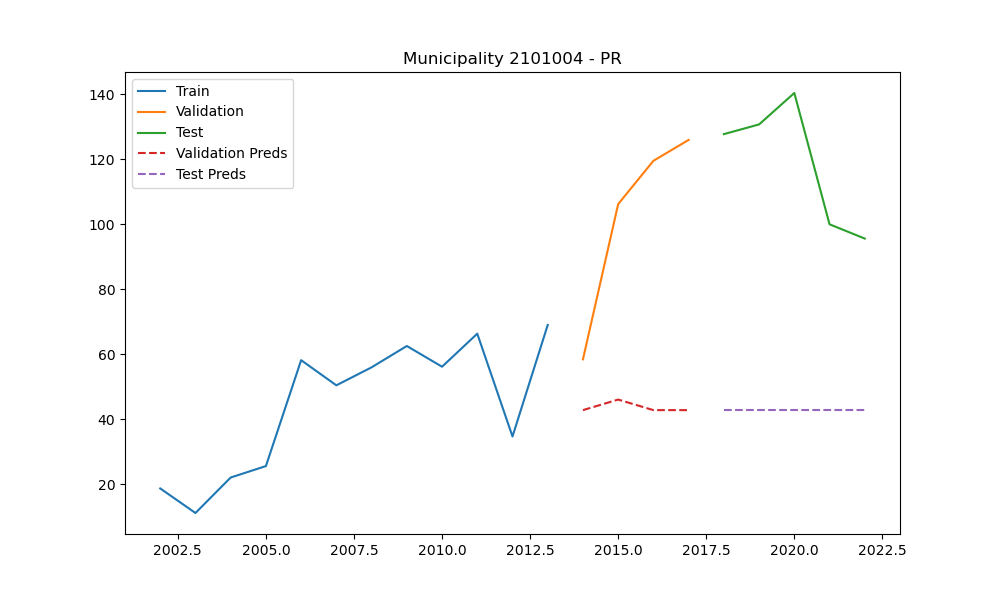 Municipality 2101004 - PR
Train
Validation
Test
Validation Preds
Test Preds
140
120
100
80
60
40
20
2002.5 2005.0 2007.5 2010.0 2012.5 2015.0 2017.5 2020.0 2022.5